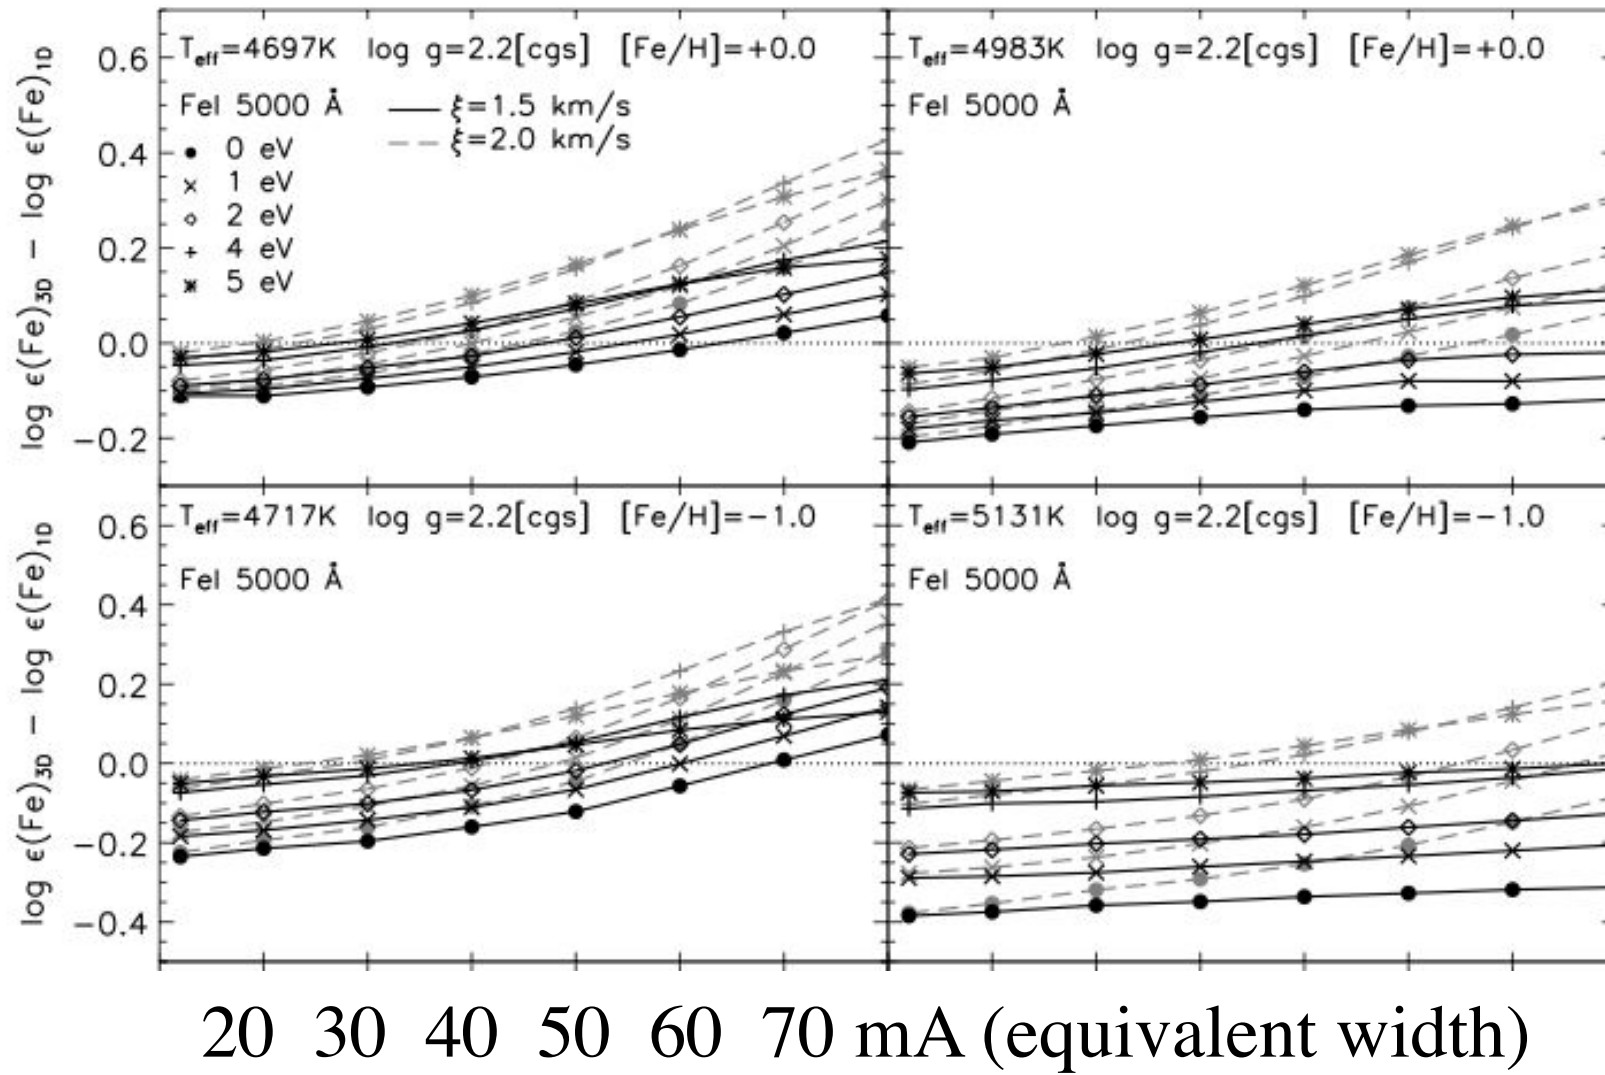 T_eff=4697K log g=2.2[cgs] [Fe/H]=+0.0
FeI 5000 Å
ξ=1.5 km/s
ξ=2.0 km/s
0 eV
1 eV
2 eV
4 eV
5 eV
0.6
0.4
0.2
0.0
−0.2
log ε(Fe)3D − log ε(Fe)1D
T_eff=4983K log g=2.2[cgs] [Fe/H]=+0.0
FeI 5000 Å
T_eff=4717K log g=2.2[cgs] [Fe/H]=−1.0
FeI 5000 Å
0.6
0.4
0.2
0.0
−0.2
−0.4
log ε(Fe)3D − log ε(Fe)1D
T_eff=5131K log g=2.2[cgs] [Fe/H]=−1.0
FeI 5000 Å
20 30 40 50 60 70 mA (equivalent width)